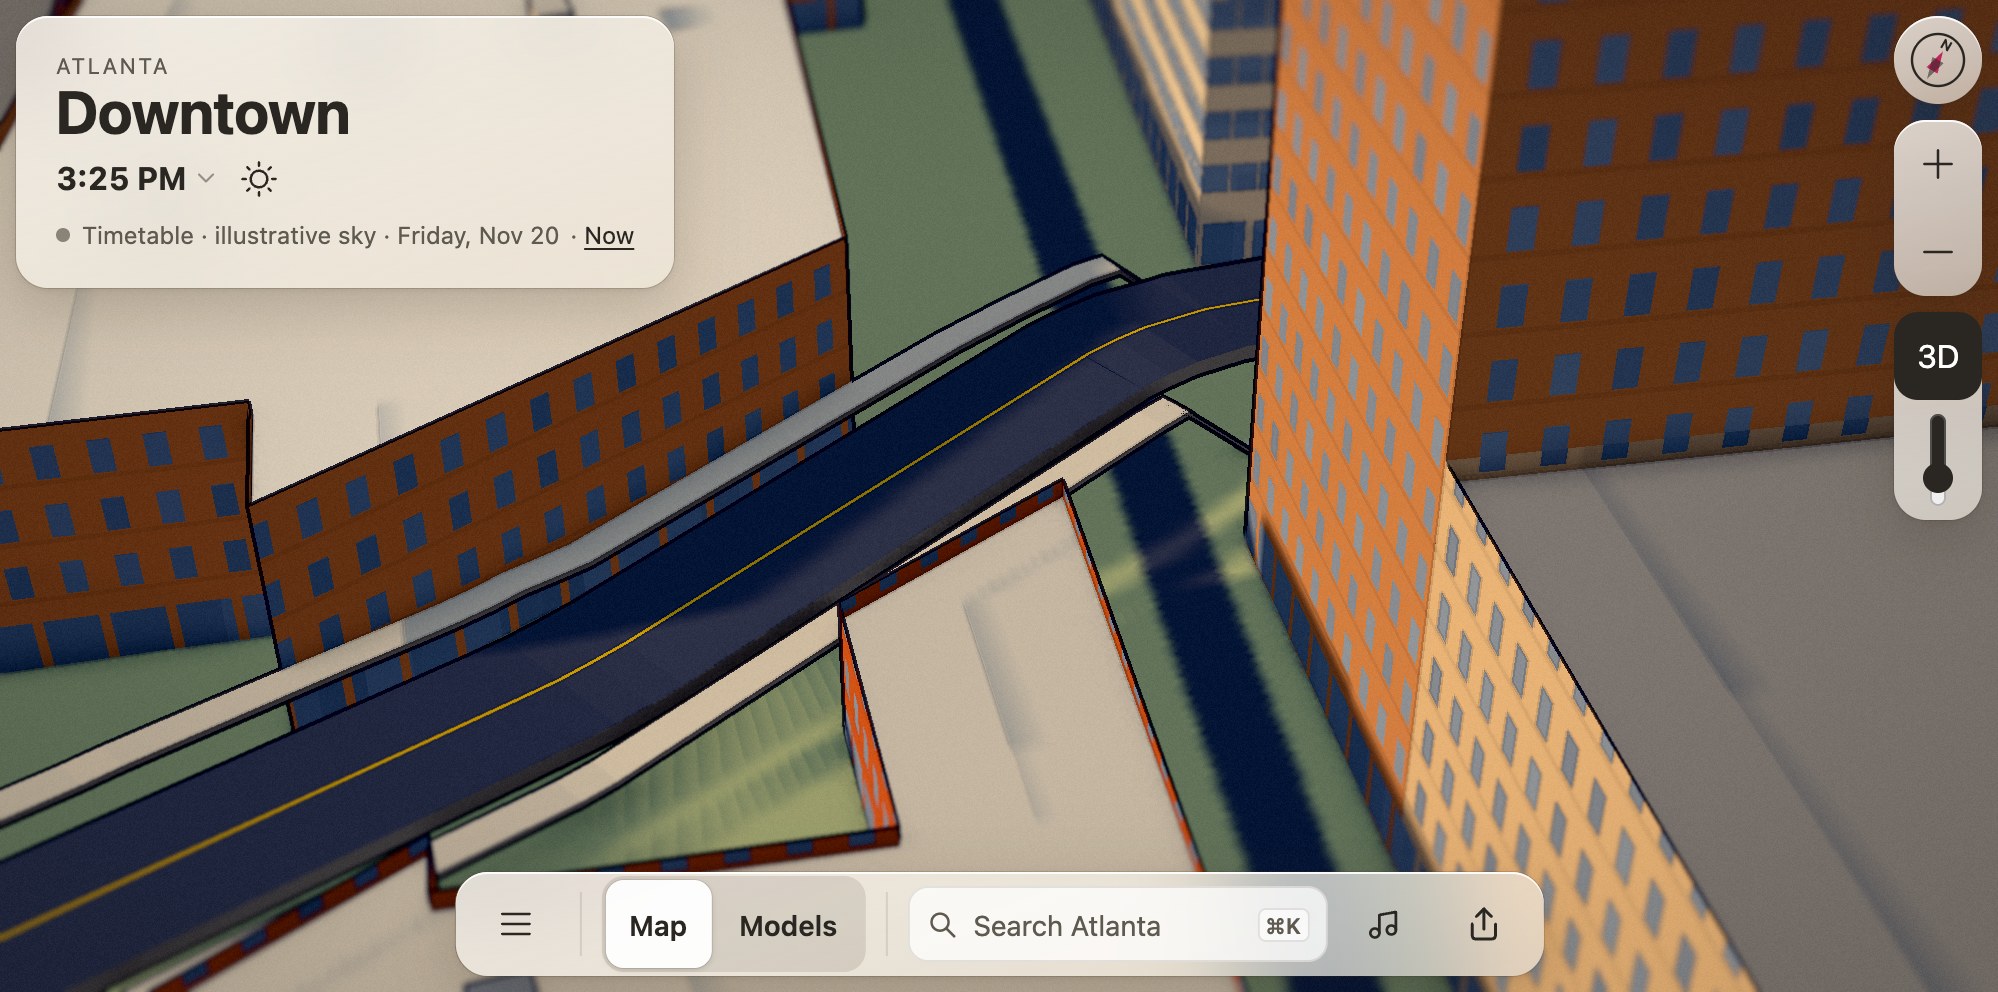 ATLANTA
Downtown
3:25 PM
Timetable · illustrative sky · Friday, Nov 20 · Now
N
3D
Map
Models
Search Atlanta
⌘K